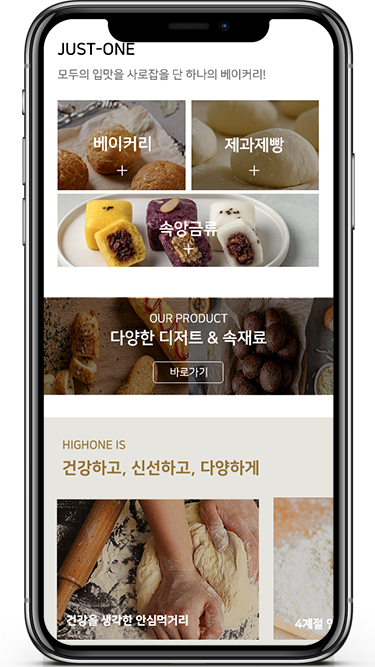 JUST-ONE
모두의 입맛을 사로잡을 단 하나의 베이커리!
베이커리
+
제과제빵
+
속앙금류
+
OUR PRODUCT
다양한 디저트 & 속재료
바로가기
HIGHONE IS
건강하고, 신선하고, 다양하게
건강을 생각한 안심먹거리
4계절